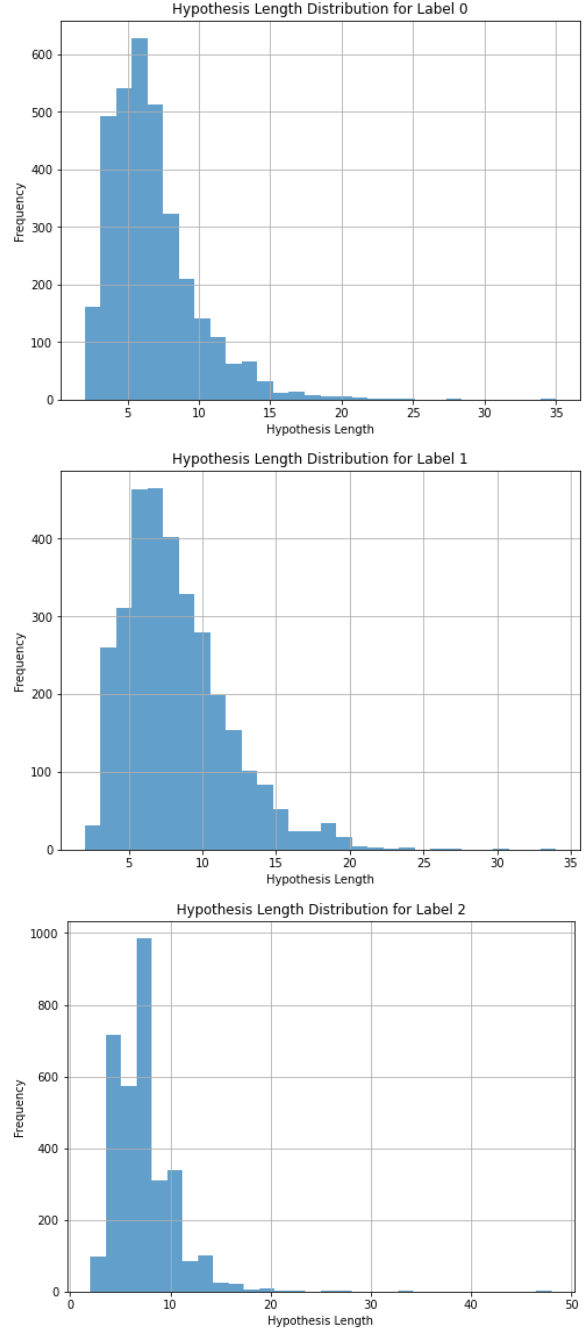 Hypothesis Length Distribution for Label 0
600
500
400
300
200
100
0
Frequency
5 10 15 20 25 30 35
Hypothesis Length
Hypothesis Length Distribution for Label 1
400
300
200
100
0
Frequency
5 10 15 20 25 30 35
Hypothesis Length
Hypothesis Length Distribution for Label 2
1000
800
600
400
200
0
Frequency
0 10 20 30 40 50
Hypothesis Length